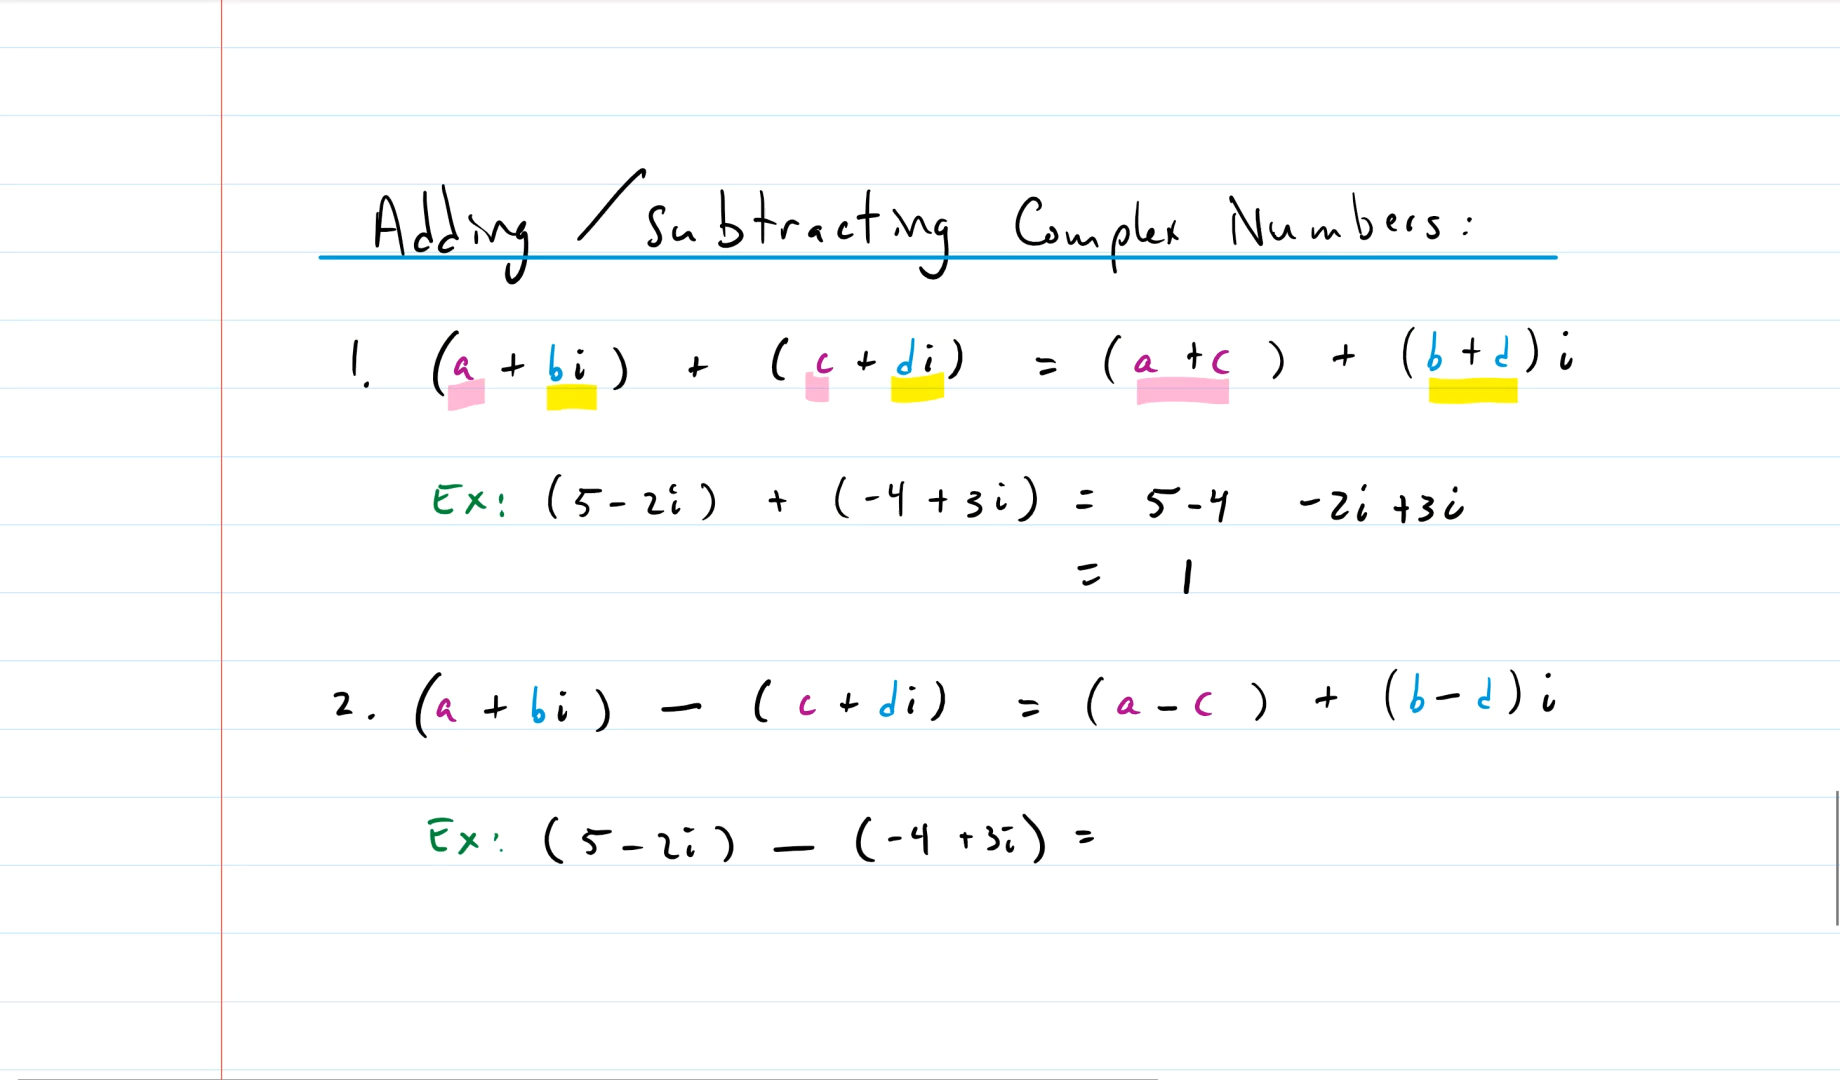 Adding / Subtracting Complex Numbers:
1. (a + bi) + (c + di) = (a + c) + (b + d) i
Ex: (5 - 2i) + (-4 + 3i) = 5 - 4 - 2i + 3i
= 1
2. (a + bi) - (c + di) = (a - c) + (b - d) i
Ex: (5 - 2i) - (-4 + 3i) =